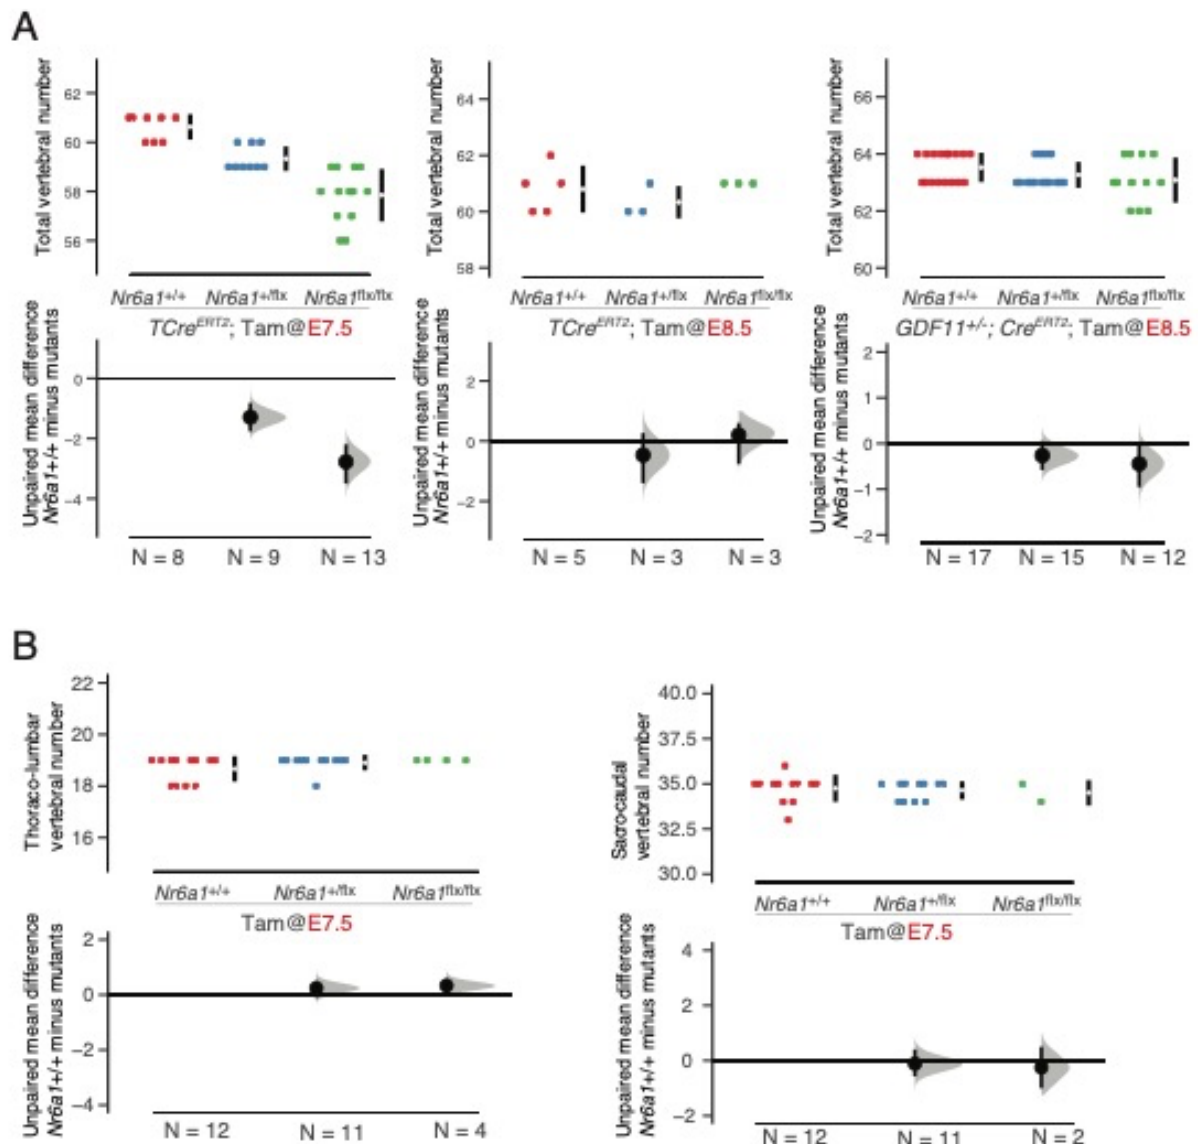 A
Total vertebral number
62
60
58
56
Nr6a1+/+ Nr6a1+/flx Nr6a1flx/flx
TCreERT2; Tam@E7.5
Unpaired mean difference
Nr6a1+/+ minus mutants
0
−2
−4
N = 8 N = 9 N = 13
Total vertebral number
64
62
60
58
Nr6a1+/+ Nr6a1+/flx Nr6a1flx/flx
TCreERT2; Tam@E8.5
Unpaired mean difference
Nr6a1+/+ minus mutants
2
0
−2
N = 5 N = 3 N = 3
Total vertebral number
66
64
62
60
Nr6a1+/+ Nr6a1+/flx Nr6a1flx/flx
GDF11+/-; CreERT2; Tam@E8.5
Unpaired mean difference
Nr6a1+/+ minus mutants
2
1
0
−1
−2
N = 17 N = 15 N = 12
B
Thoraco-lumbar
vertebral number
22
20
18
16
Nr6a1+/+ Nr6a1+/flx Nr6a1flx/flx
Tam@E7.5
Unpaired mean difference
Nr6a1+/+ minus mutants
2
0
−2
−4
N = 12 N = 11 N = 4
Sacro-caudal
vertebral number
40.0
37.5
35.0
32.5
30.0
Nr6a1+/+ Nr6a1+/flx Nr6a1flx/flx
Tam@E7.5
Unpaired mean difference
Nr6a1+/+ minus mutants
4
2
0
−2
N = 12 N = 11 N = 2